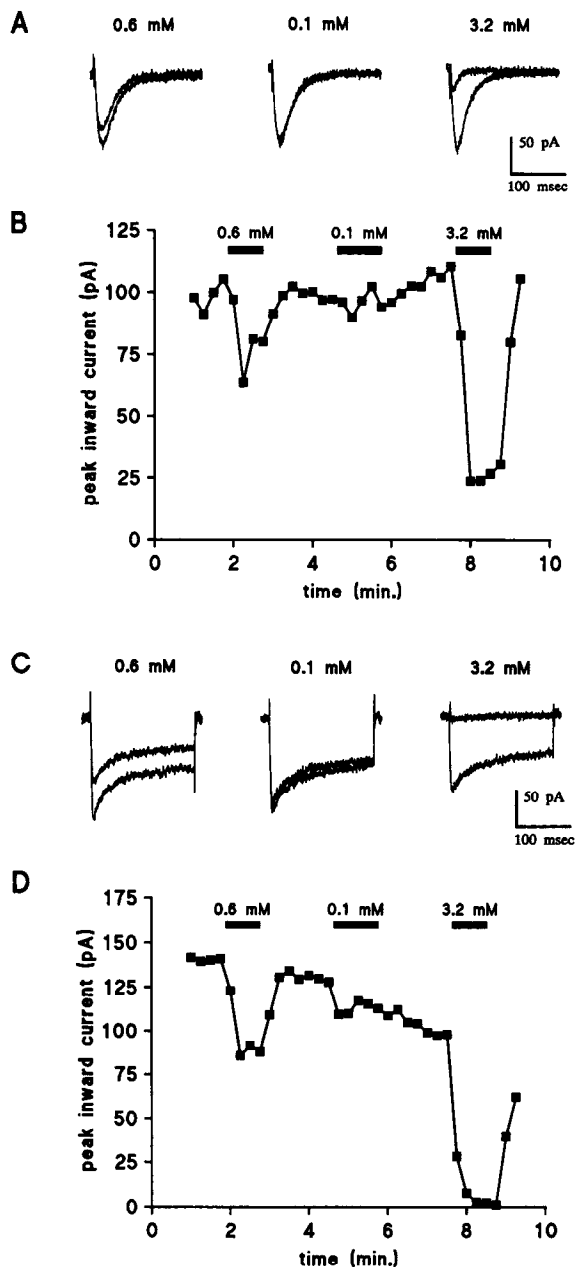 A
0.6 mM 0.1 mM 3.2 mM
50 pA
100 msec
B
125
100
75
50
25
0
peak inward current (pA)
0.6 mM 0.1 mM 3.2 mM
0 2 4 6 8 10
time (min.)
C
0.6 mM 0.1 mM 3.2 mM
50 pA
100 msec
D
175
150
125
100
75
50
25
0
peak inward current (pA)
0.6 mM 0.1 mM 3.2 mM
0 2 4 6 8 10
time (min.)